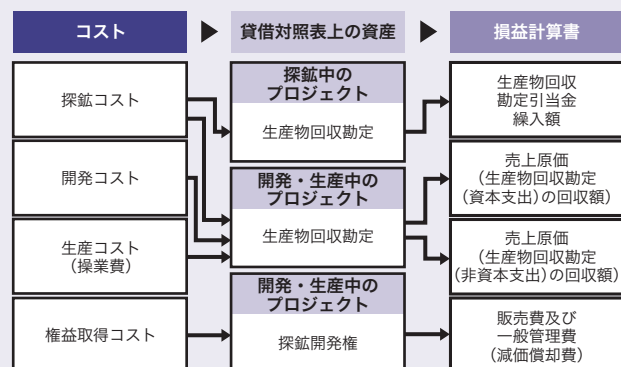 コスト
貸借対照表上の資産
損益計算書
探鉱コスト
開発コスト
生産コスト
(操業費)
権益取得コスト
探鉱中の
プロジェクト
生産物回収勘定
開発・生産中の
プロジェクト
生産物回収勘定
開発・生産中の
プロジェクト
探鉱開発権
生産物回収
勘定引当金
繰入額
売上原価
(生産物回収勘定
(資本支出)の回収額)
売上原価
(生産物回収勘定
(非資本支出)の回収額)
販売費及び
一般管理費
(減価償却費)